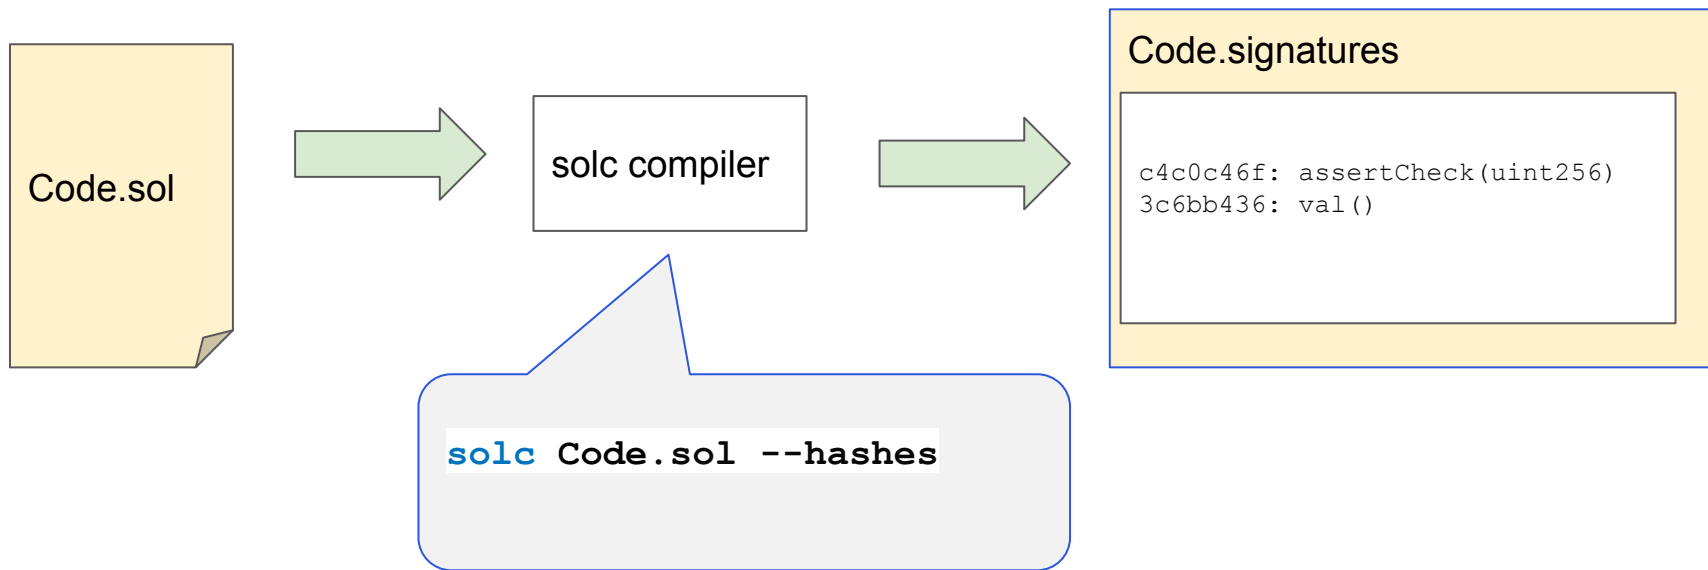 Code.sol
solc compiler
Code.signatures
c4c0c46f: assertCheck(uint256)
3c6bb436: val()
solc Code.sol --hashes